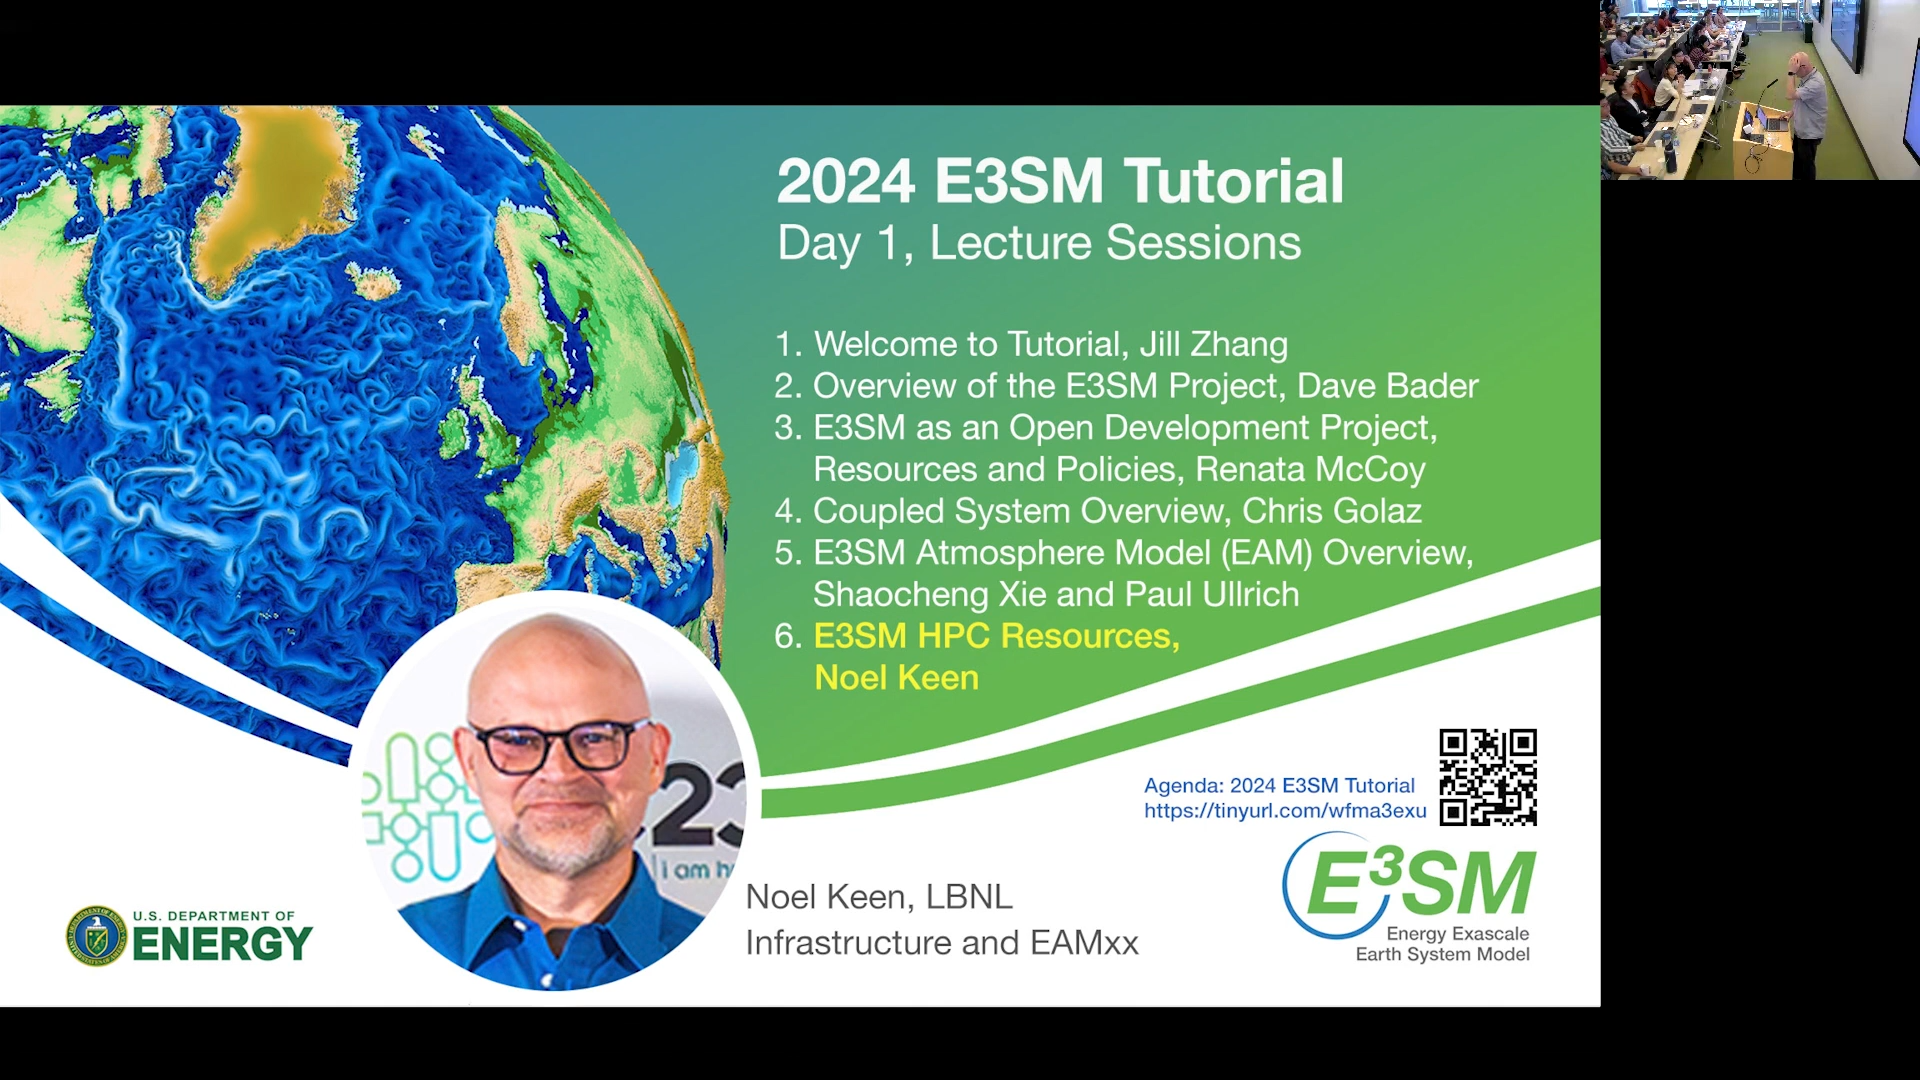 2024 E3SM Tutorial
Day 1, Lecture Sessions
1. Welcome to Tutorial, Jill Zhang
2. Overview of the E3SM Project, Dave Bader
3. E3SM as an Open Development Project,
Resources and Policies, Renata McCoy
4. Coupled System Overview, Chris Golaz
5. E3SM Atmosphere Model (EAM) Overview,
Shaocheng Xie and Paul Ullrich
6. E3SM HPC Resources,
Noel Keen
23
i am h
Agenda: 2024 E3SM Tutorial
https://tinyurl.com/wfma3exu
Noel Keen, LBNL
Infrastructure and EAMxx
U.S. DEPARTMENT OF
ENERGY
E³SM
Energy Exascale
Earth System Model